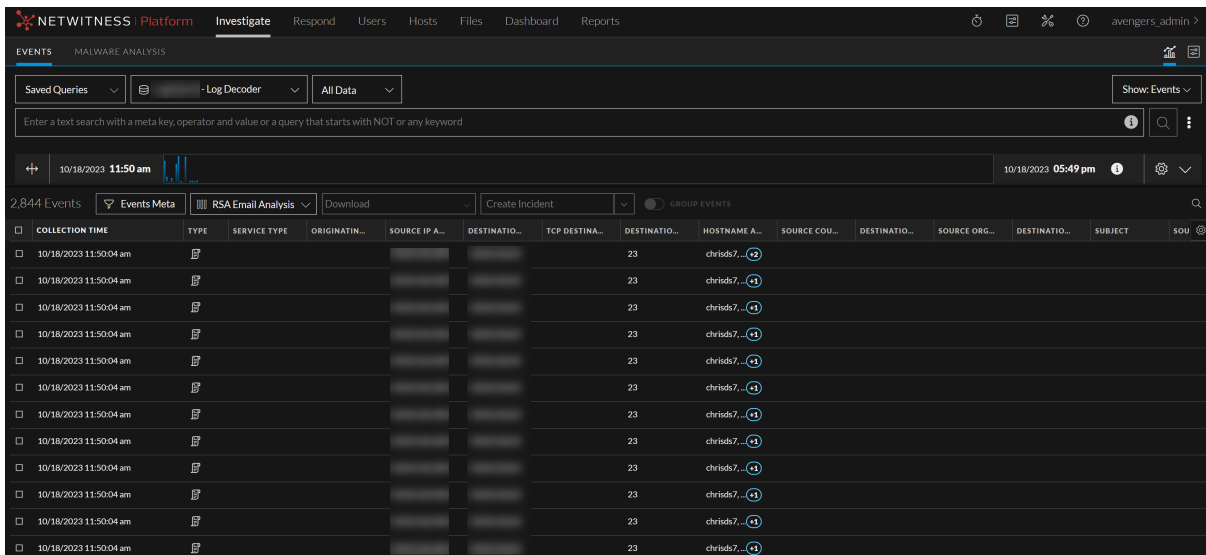 NETWITNESS Platform Investigate Respond Users Hosts Files Dashboard Reports avengers_admin >
EVENTS MALWARE ANALYSIS
Saved Queries - Log Decoder All Data Show: Events
Enter a text search with a meta key, operator and value or a query that starts with NOT or any keyword
10/18/2023 11:50 am 10/18/2023 05:49 pm
2,844 Events Events Meta RSA Email Analysis Download Create Incident GROUP EVENTS
COLLECTION TIME TYPE SERVICE TYPE ORIGINATIN... SOURCE IP A... DESTINATIO... TCP DESTINA... DESTINATIO... HOSTNAME A... SOURCE COU... DESTINATIO... SOURCE ORG... DESTINATIO... SUBJECT SOU
10/18/2023 11:50:04 am 23 chrisds7, ... +2
10/18/2023 11:50:04 am 23 chrisds7, ... +1
10/18/2023 11:50:04 am 23 chrisds7, ... +1
10/18/2023 11:50:04 am 23 chrisds7, ... +1
10/18/2023 11:50:04 am 23 chrisds7, ... +1
10/18/2023 11:50:04 am 23 chrisds7, ... +1
10/18/2023 11:50:04 am 23 chrisds7, ... +1
10/18/2023 11:50:04 am 23 chrisds7, ... +1
10/18/2023 11:50:04 am 23 chrisds7, ... +1
10/18/2023 11:50:04 am 23 chrisds7, ... +1
10/18/2023 11:50:04 am 23 chrisds7, ... +1
10/18/2023 11:50:04 am 23 chrisds7, ... +1